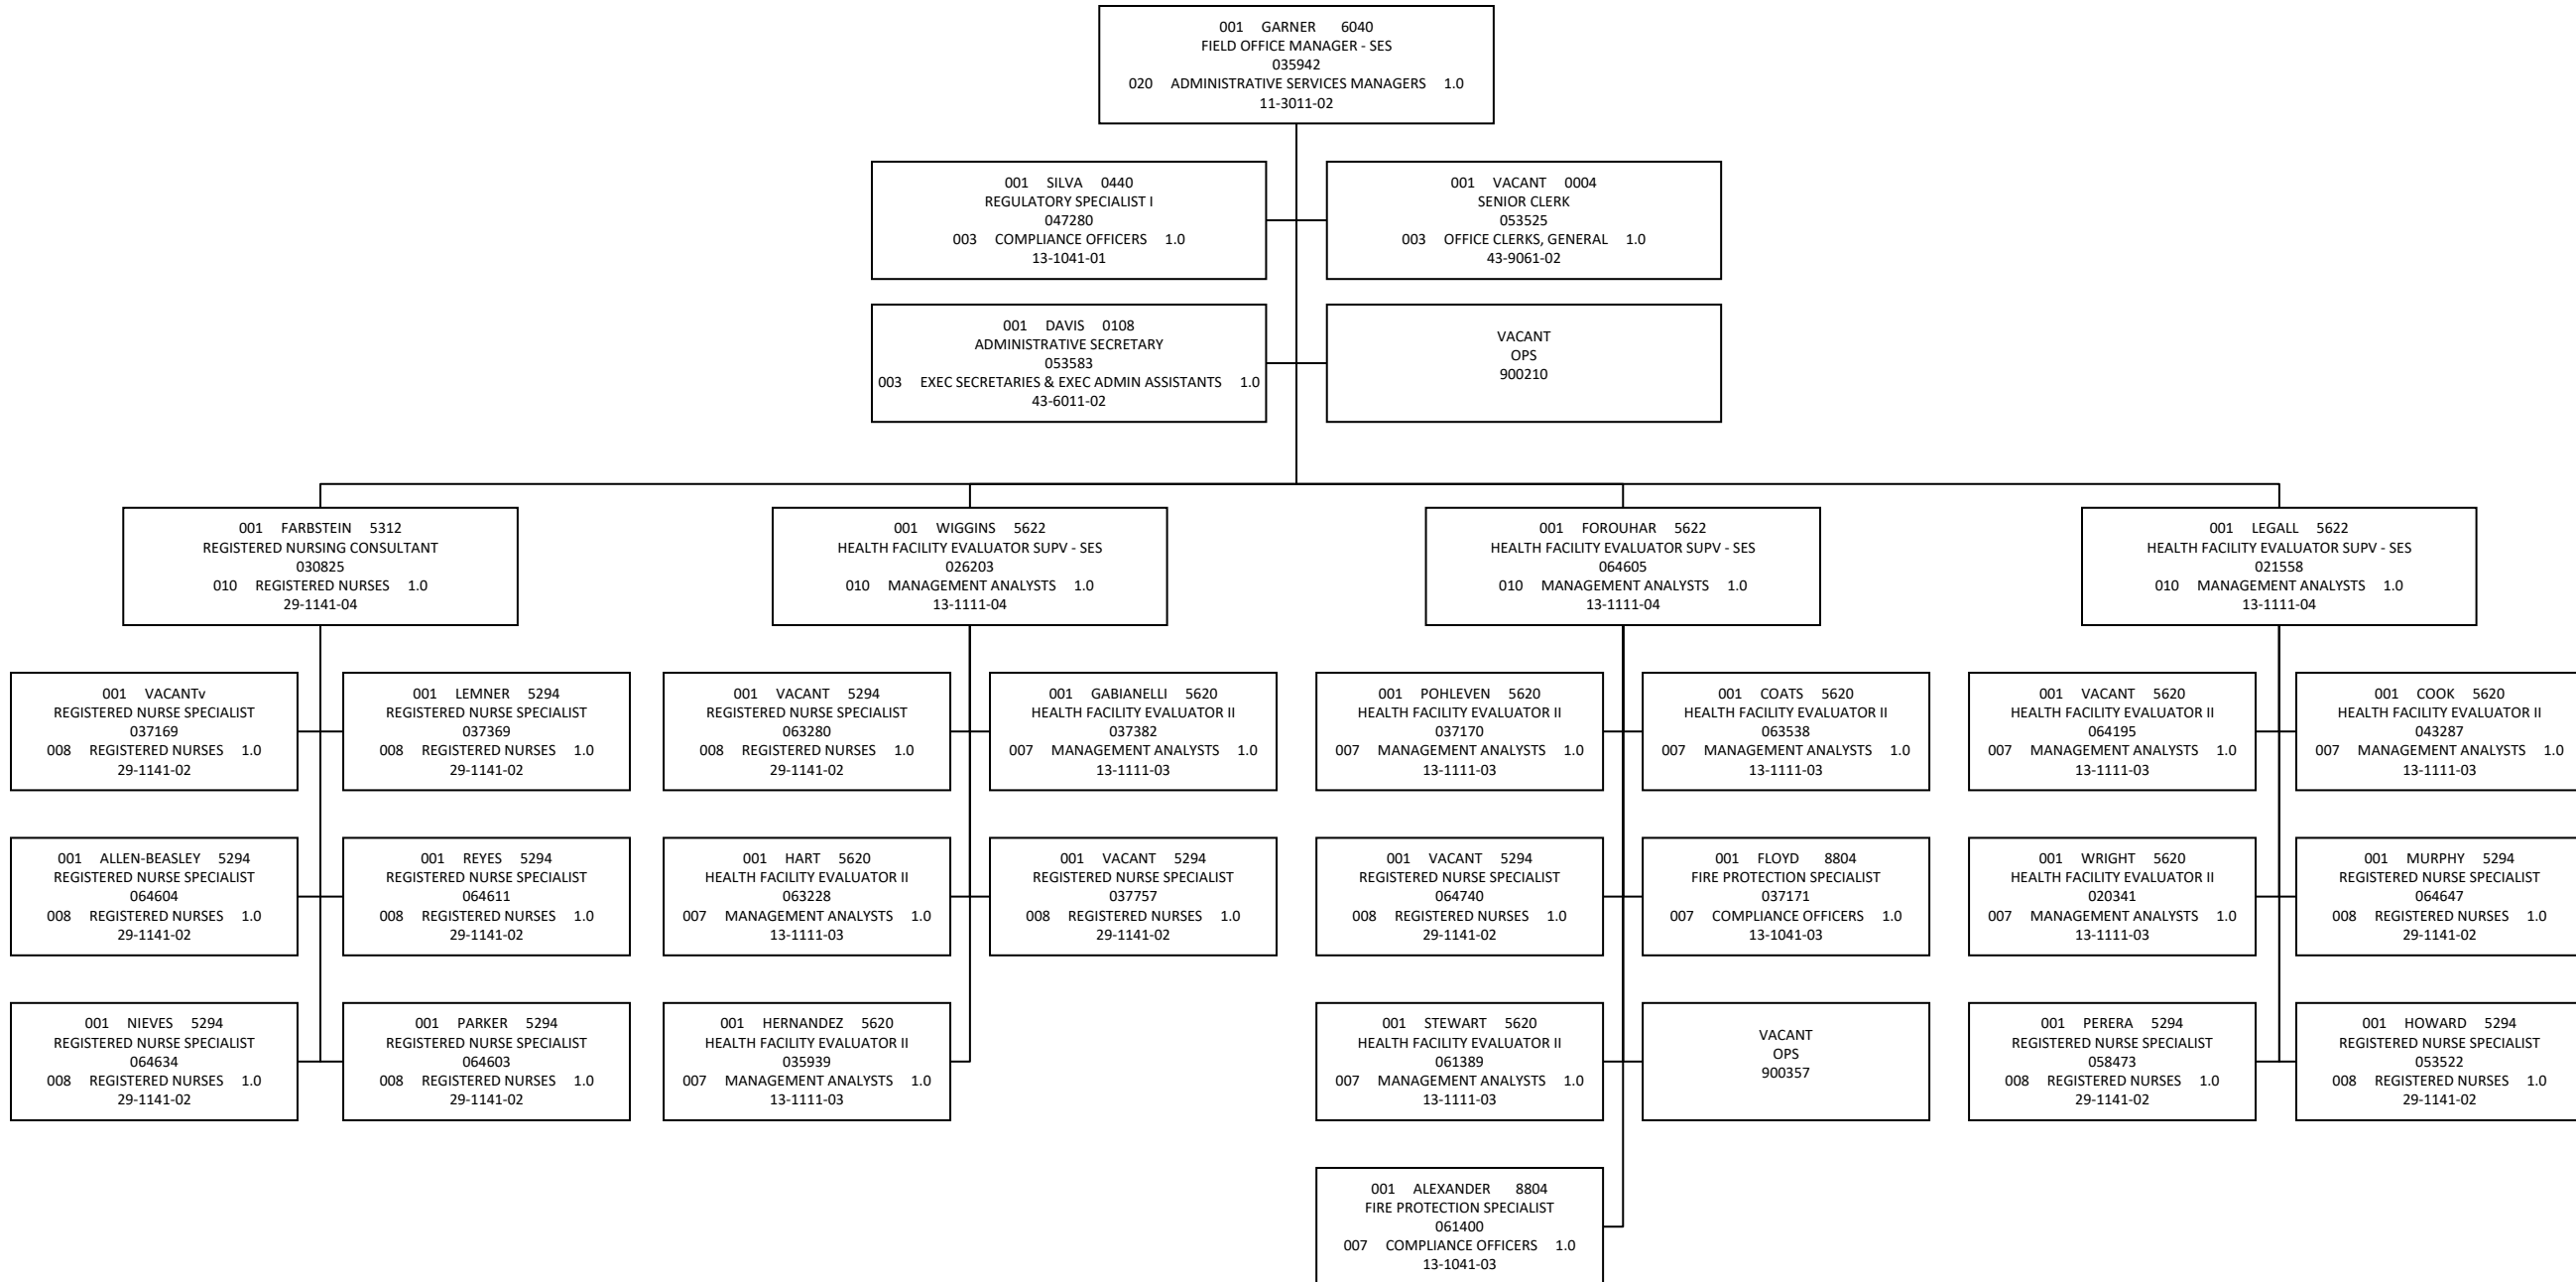 001 GARNER 6040
FIELD OFFICE MANAGER - SES
035942
020 ADMINISTRATIVE SERVICES MANAGERS 1.0
11-3011-02
001 SILVA 0440
REGULATORY SPECIALIST I
047280
003 COMPLIANCE OFFICERS 1.0
13-1041-01
001 VACANT 0004
SENIOR CLERK
053525
003 OFFICE CLERKS, GENERAL 1.0
43-9061-02
001 DAVIS 0108
ADMINISTRATIVE SECRETARY
053583
003 EXEC SECRETARIES & EXEC ADMIN ASSISTANTS 1.0
43-6011-02
VACANT
OPS
900210
001 FARBSTEIN 5312
REGISTERED NURSING CONSULTANT
030825
010 REGISTERED NURSES 1.0
29-1141-04
001 WIGGINS 5622
HEALTH FACILITY EVALUATOR SUPV - SES
026203
010 MANAGEMENT ANALYSTS 1.0
13-1111-04
001 FOROUHAR 5622
HEALTH FACILITY EVALUATOR SUPV - SES
064605
010 MANAGEMENT ANALYSTS 1.0
13-1111-04
001 LEGALL 5622
HEALTH FACILITY EVALUATOR SUPV - SES
021558
010 MANAGEMENT ANALYSTS 1.0
13-1111-04
001 VACANTv
REGISTERED NURSE SPECIALIST
037169
008 REGISTERED NURSES 1.0
29-1141-02
001 LEMNER 5294
REGISTERED NURSE SPECIALIST
037369
008 REGISTERED NURSES 1.0
29-1141-02
001 VACANT 5294
REGISTERED NURSE SPECIALIST
063280
008 REGISTERED NURSES 1.0
29-1141-02
001 GABIANELLI 5620
HEALTH FACILITY EVALUATOR II
037382
007 MANAGEMENT ANALYSTS 1.0
13-1111-03
001 POHLEVEN 5620
HEALTH FACILITY EVALUATOR II
037170
007 MANAGEMENT ANALYSTS 1.0
13-1111-03
001 COATS 5620
HEALTH FACILITY EVALUATOR II
063538
007 MANAGEMENT ANALYSTS 1.0
13-1111-03
001 VACANT 5620
HEALTH FACILITY EVALUATOR II
064195
007 MANAGEMENT ANALYSTS 1.0
13-1111-03
001 COOK 5620
HEALTH FACILITY EVALUATOR II
043287
007 MANAGEMENT ANALYSTS 1.0
13-1111-03
001 ALLEN-BEASLEY 5294
REGISTERED NURSE SPECIALIST
064604
008 REGISTERED NURSES 1.0
29-1141-02
001 REYES 5294
REGISTERED NURSE SPECIALIST
064611
008 REGISTERED NURSES 1.0
29-1141-02
001 HART 5620
HEALTH FACILITY EVALUATOR II
063228
007 MANAGEMENT ANALYSTS 1.0
13-1111-03
001 VACANT 5294
REGISTERED NURSE SPECIALIST
037757
008 REGISTERED NURSES 1.0
29-1141-02
001 VACANT 5294
REGISTERED NURSE SPECIALIST
064740
008 REGISTERED NURSES 1.0
29-1141-02
001 FLOYD 8804
FIRE PROTECTION SPECIALIST
037171
007 COMPLIANCE OFFICERS 1.0
13-1041-03
001 WRIGHT 5620
HEALTH FACILITY EVALUATOR II
020341
007 MANAGEMENT ANALYSTS 1.0
13-1111-03
001 MURPHY 5294
REGISTERED NURSE SPECIALIST
064647
008 REGISTERED NURSES 1.0
29-1141-02
001 NIEVES 5294
REGISTERED NURSE SPECIALIST
064634
008 REGISTERED NURSES 1.0
29-1141-02
001 PARKER 5294
REGISTERED NURSE SPECIALIST
064603
008 REGISTERED NURSES 1.0
29-1141-02
001 HERNANDEZ 5620
HEALTH FACILITY EVALUATOR II
035939
007 MANAGEMENT ANALYSTS 1.0
13-1111-03
001 STEWART 5620
HEALTH FACILITY EVALUATOR II
061389
007 MANAGEMENT ANALYSTS 1.0
13-1111-03
VACANT
OPS
900357
001 PERERA 5294
REGISTERED NURSE SPECIALIST
058473
008 REGISTERED NURSES 1.0
29-1141-02
001 HOWARD 5294
REGISTERED NURSE SPECIALIST
053522
008 REGISTERED NURSES 1.0
29-1141-02
001 ALEXANDER 8804
FIRE PROTECTION SPECIALIST
061400
007 COMPLIANCE OFFICERS 1.0
13-1041-03